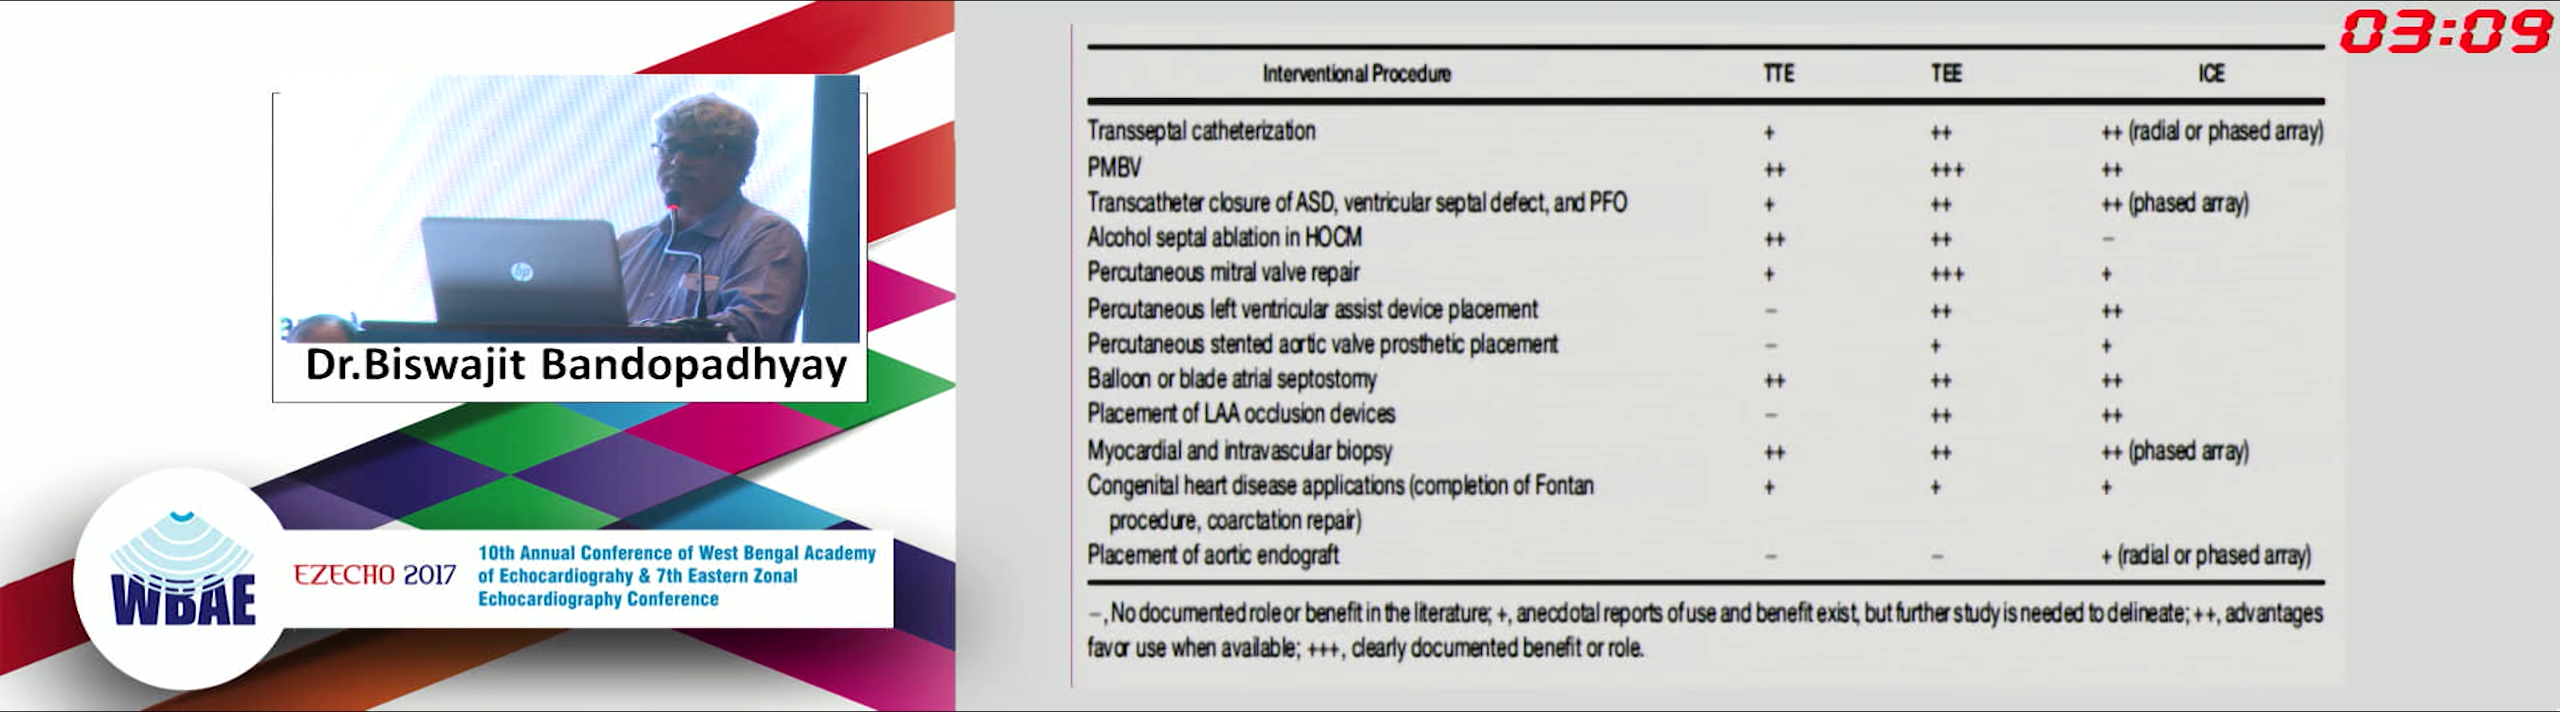 03:09
Interventional Procedure TTE TEE ICE
Transseptal catheterization + ++ ++ (radial or phased array)
PMBV ++ +++ ++
Transcatheter closure of ASD, ventricular septal defect, and PFO + ++ ++ (phased array)
Alcohol septal ablation in HOCM ++ ++ –
Percutaneous mitral valve repair + +++ +
Percutaneous left ventricular assist device placement – ++ ++
Percutaneous stented aortic valve prosthetic placement – + +
Balloon or blade atrial septostomy ++ ++ ++
Placement of LAA occlusion devices – ++ ++
Myocardial and intravascular biopsy ++ ++ ++ (phased array)
Congenital heart disease applications (completion of Fontan + + +
procedure, coarctation repair)
Placement of aortic endograft – – + (radial or phased array)
–, No documented role or benefit in the literature; +, anecdotal reports of use and benefit exist, but further study is needed to delineate; ++, advantages
favor use when available; +++, clearly documented benefit or role.
hp
Dr.Biswajit Bandopadhyay
WBAE
EZECHO 2017
10th Annual Conference of West Bengal Academy
of Echocardiograhy & 7th Eastern Zonal
Echocardiography Conference